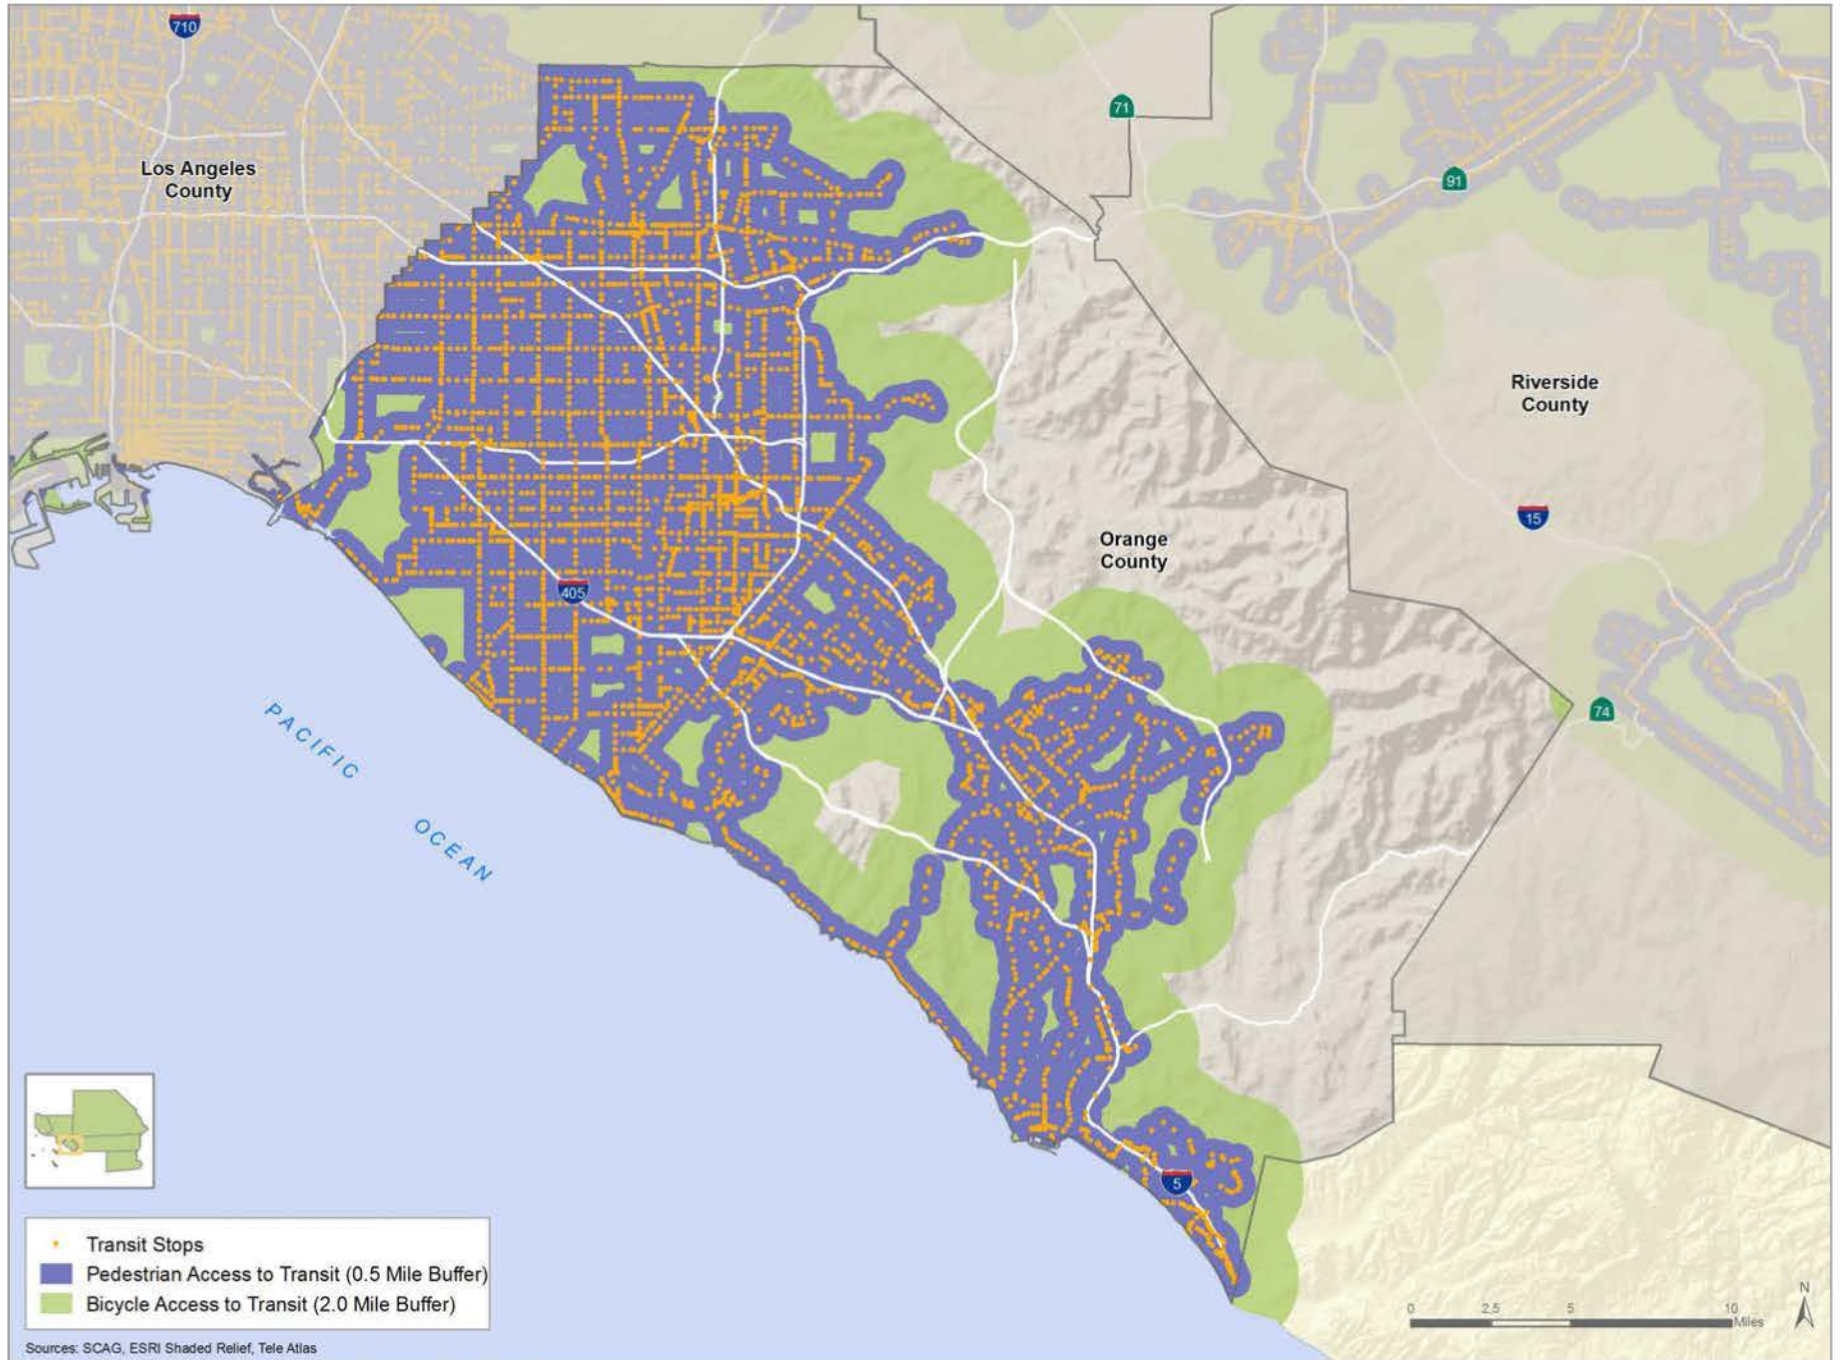 710
71
Los Angeles
County
91
Riverside
County
15
Orange
County
405
74
PACIFIC
OCEAN
5
Transit Stops
Pedestrian Access to Transit (0.5 Mile Buffer)
Bicycle Access to Transit (2.0 Mile Buffer)
N
0 2.5 5 10
Miles
Sources: SCAG, ESRI Shaded Relief, Tele Atlas